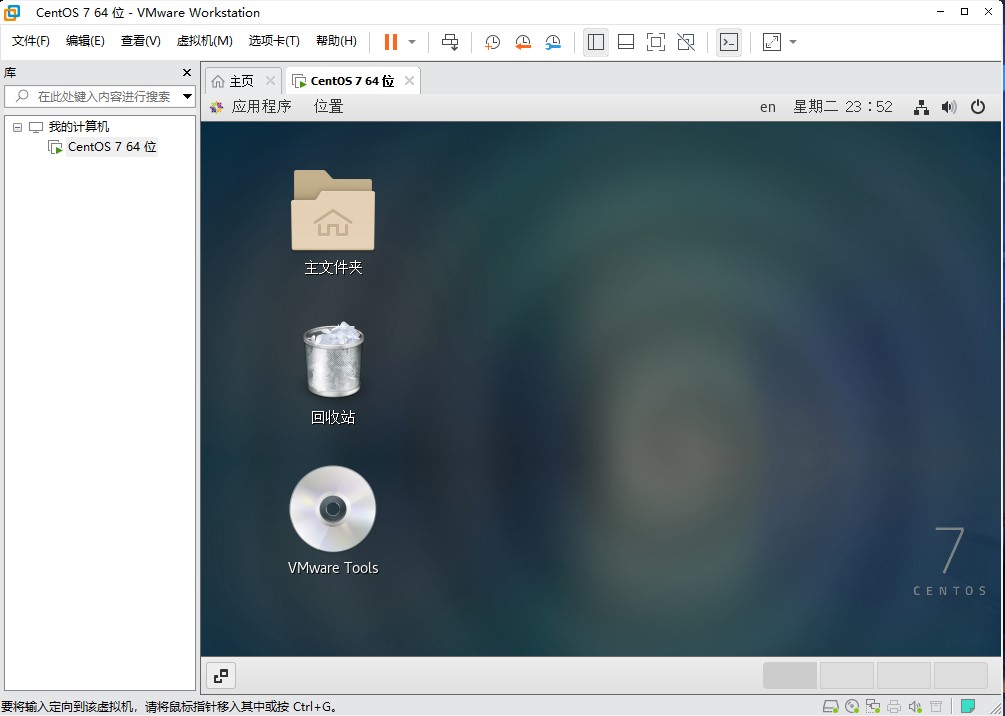 CentOS 7 64 位 - VMware Workstation
文件(F) 编辑(E) 查看(V) 虚拟机(M) 选项卡(T) 帮助(H)
库
在此处键入内容进行搜索
我的计算机
CentOS 7 64 位
主页 CentOS 7 64 位
应用程序 位置 en 星期二 23：52
主文件夹
回收站
VMware Tools
7
CENTOS
要将输入定向到该虚拟机，请将鼠标指针移入其中或按 Ctrl+G。